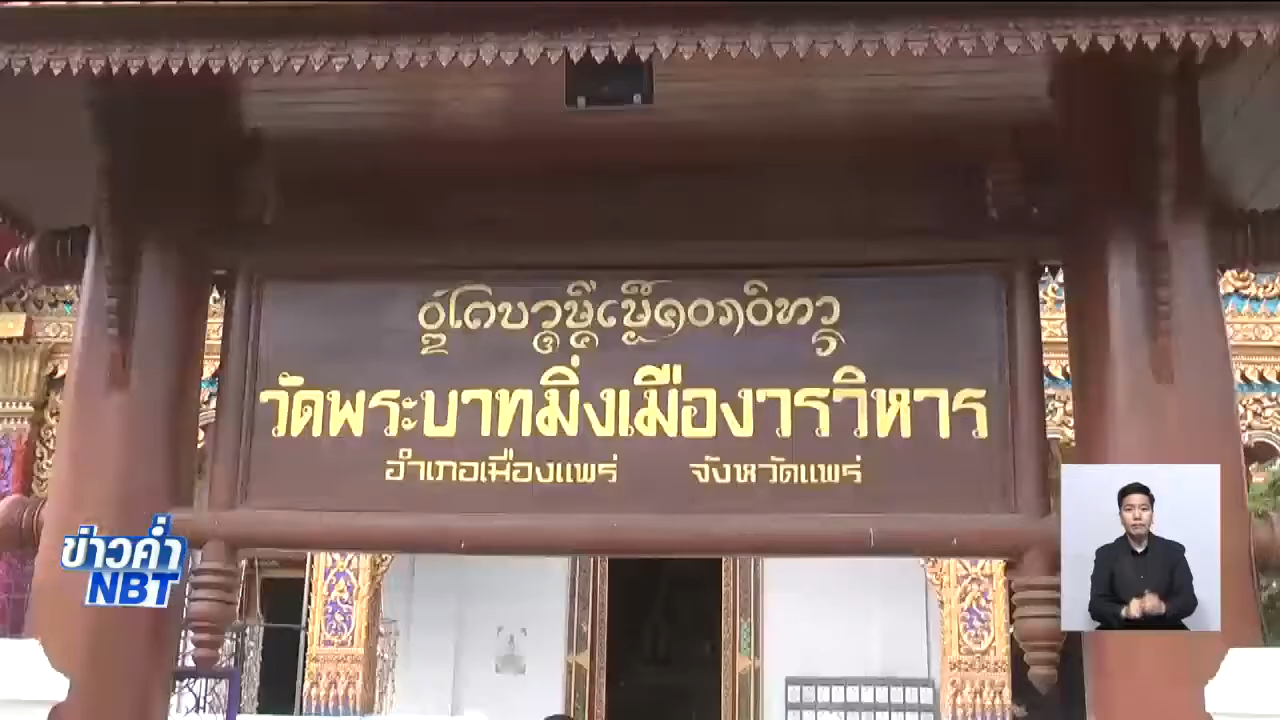 วัดพระบาทมิ่งเมืองวรวิหาร
อำเภอเมืองแพร่ จังหวัดแพร่
ข่าวค่ำ
NBT